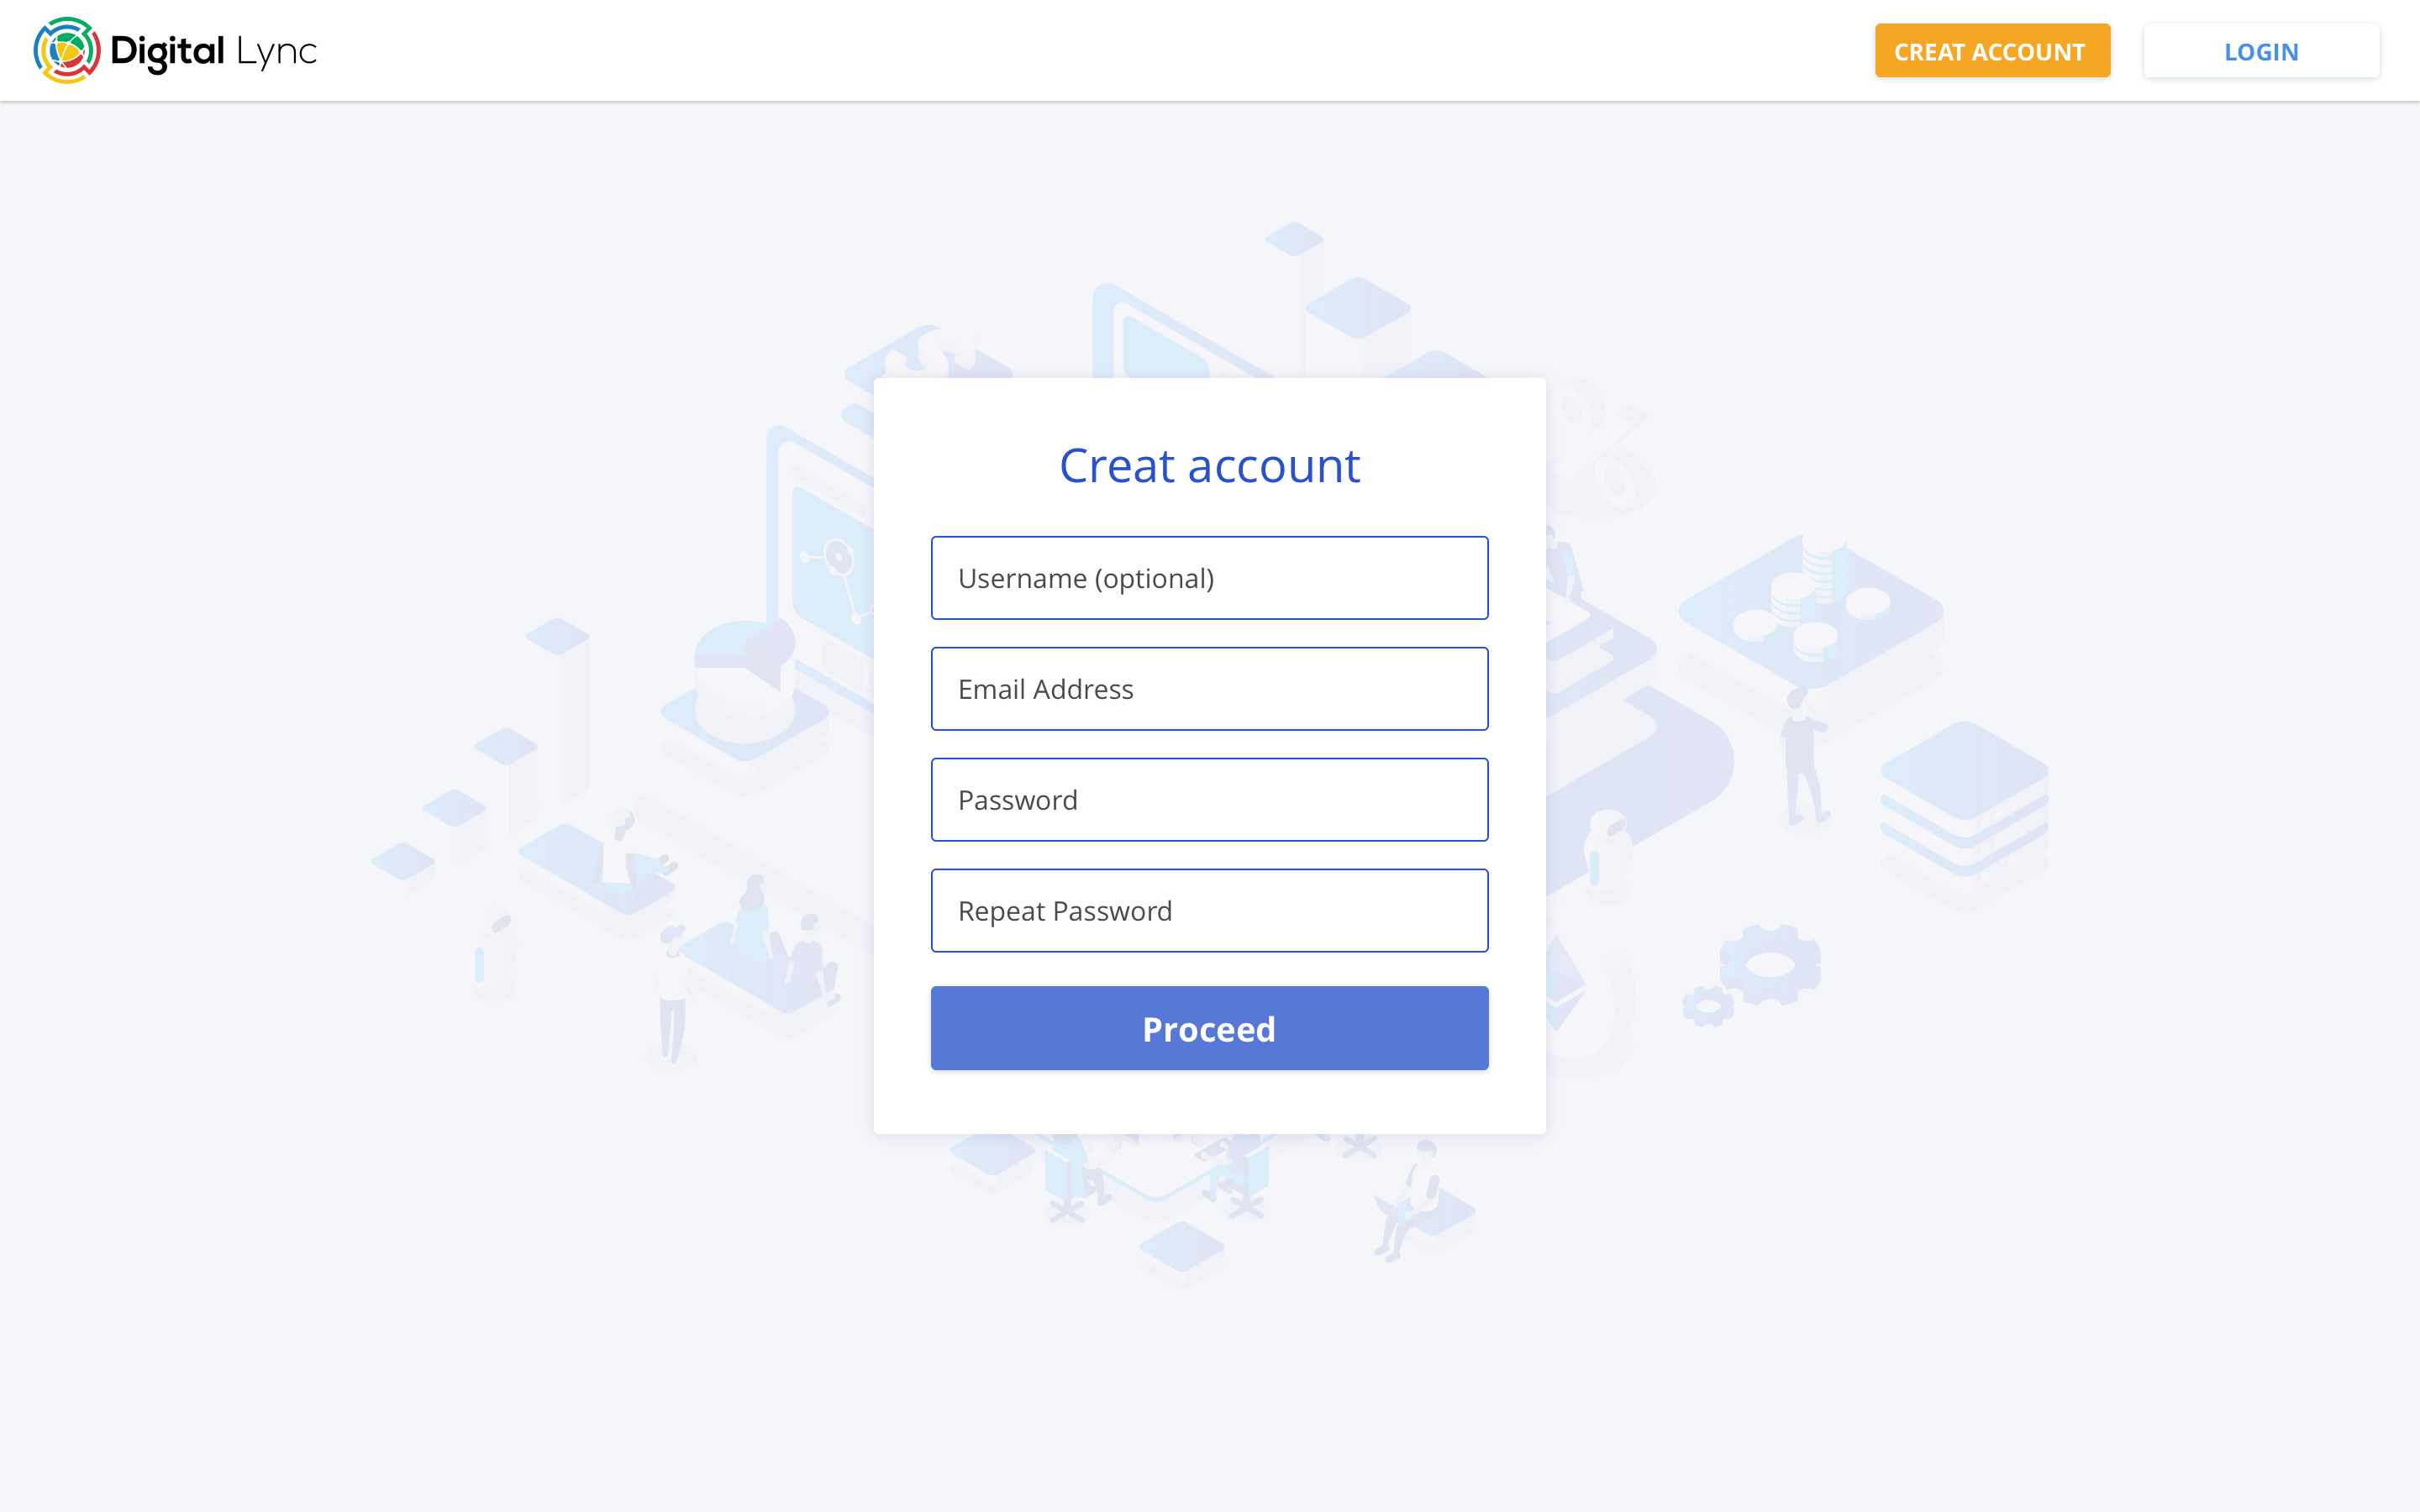 Digital Lync
CREAT ACCOUNT
LOGIN
Creat account
Username (optional)
Email Address
Password
Repeat Password
Proceed